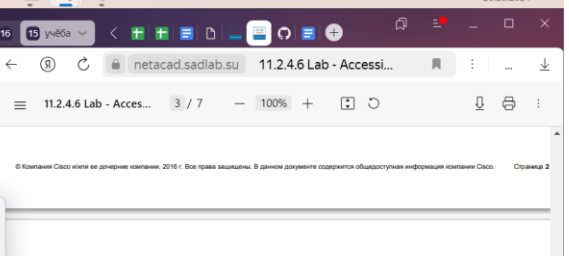 16 15 учёба
netacad.sadlab.su 11.2.4.6 Lab - Accessi...
11.2.4.6 Lab - Acces... 3 / 7 — 100% +
© Компания Cisco и/или ее дочерние компании, 2016 г. Все права защищены. В данном документе содержится общедоступная информация компании Cisco. Страница 2